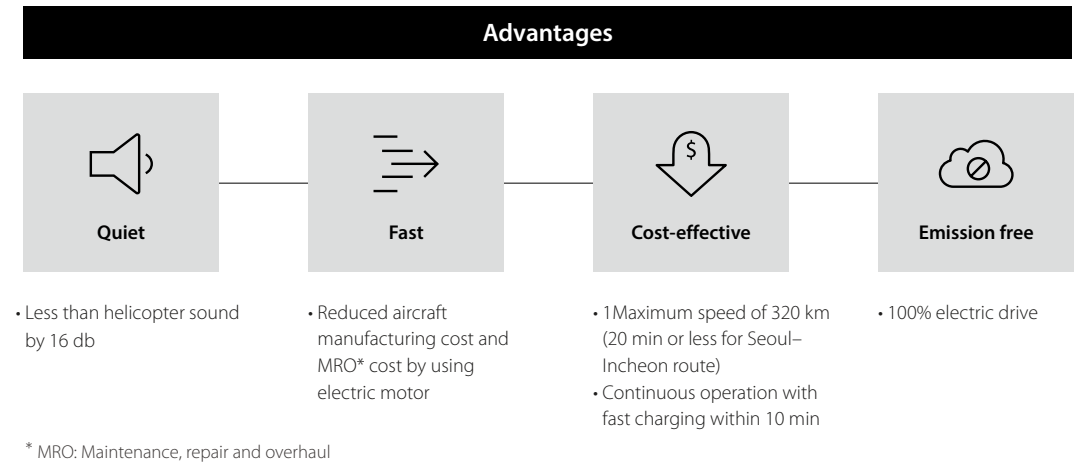 Advantages
$
Quiet
Fast
Cost-effective
Emission free
• Less than helicopter sound
by 16 db
• Reduced aircraft
manufacturing cost and
MRO* cost by using
electric motor
• 1Maximum speed of 320 km
(20 min or less for Seoul–
Incheon route)
• Continuous operation with
fast charging within 10 min
• 100% electric drive
* MRO: Maintenance, repair and overhaul